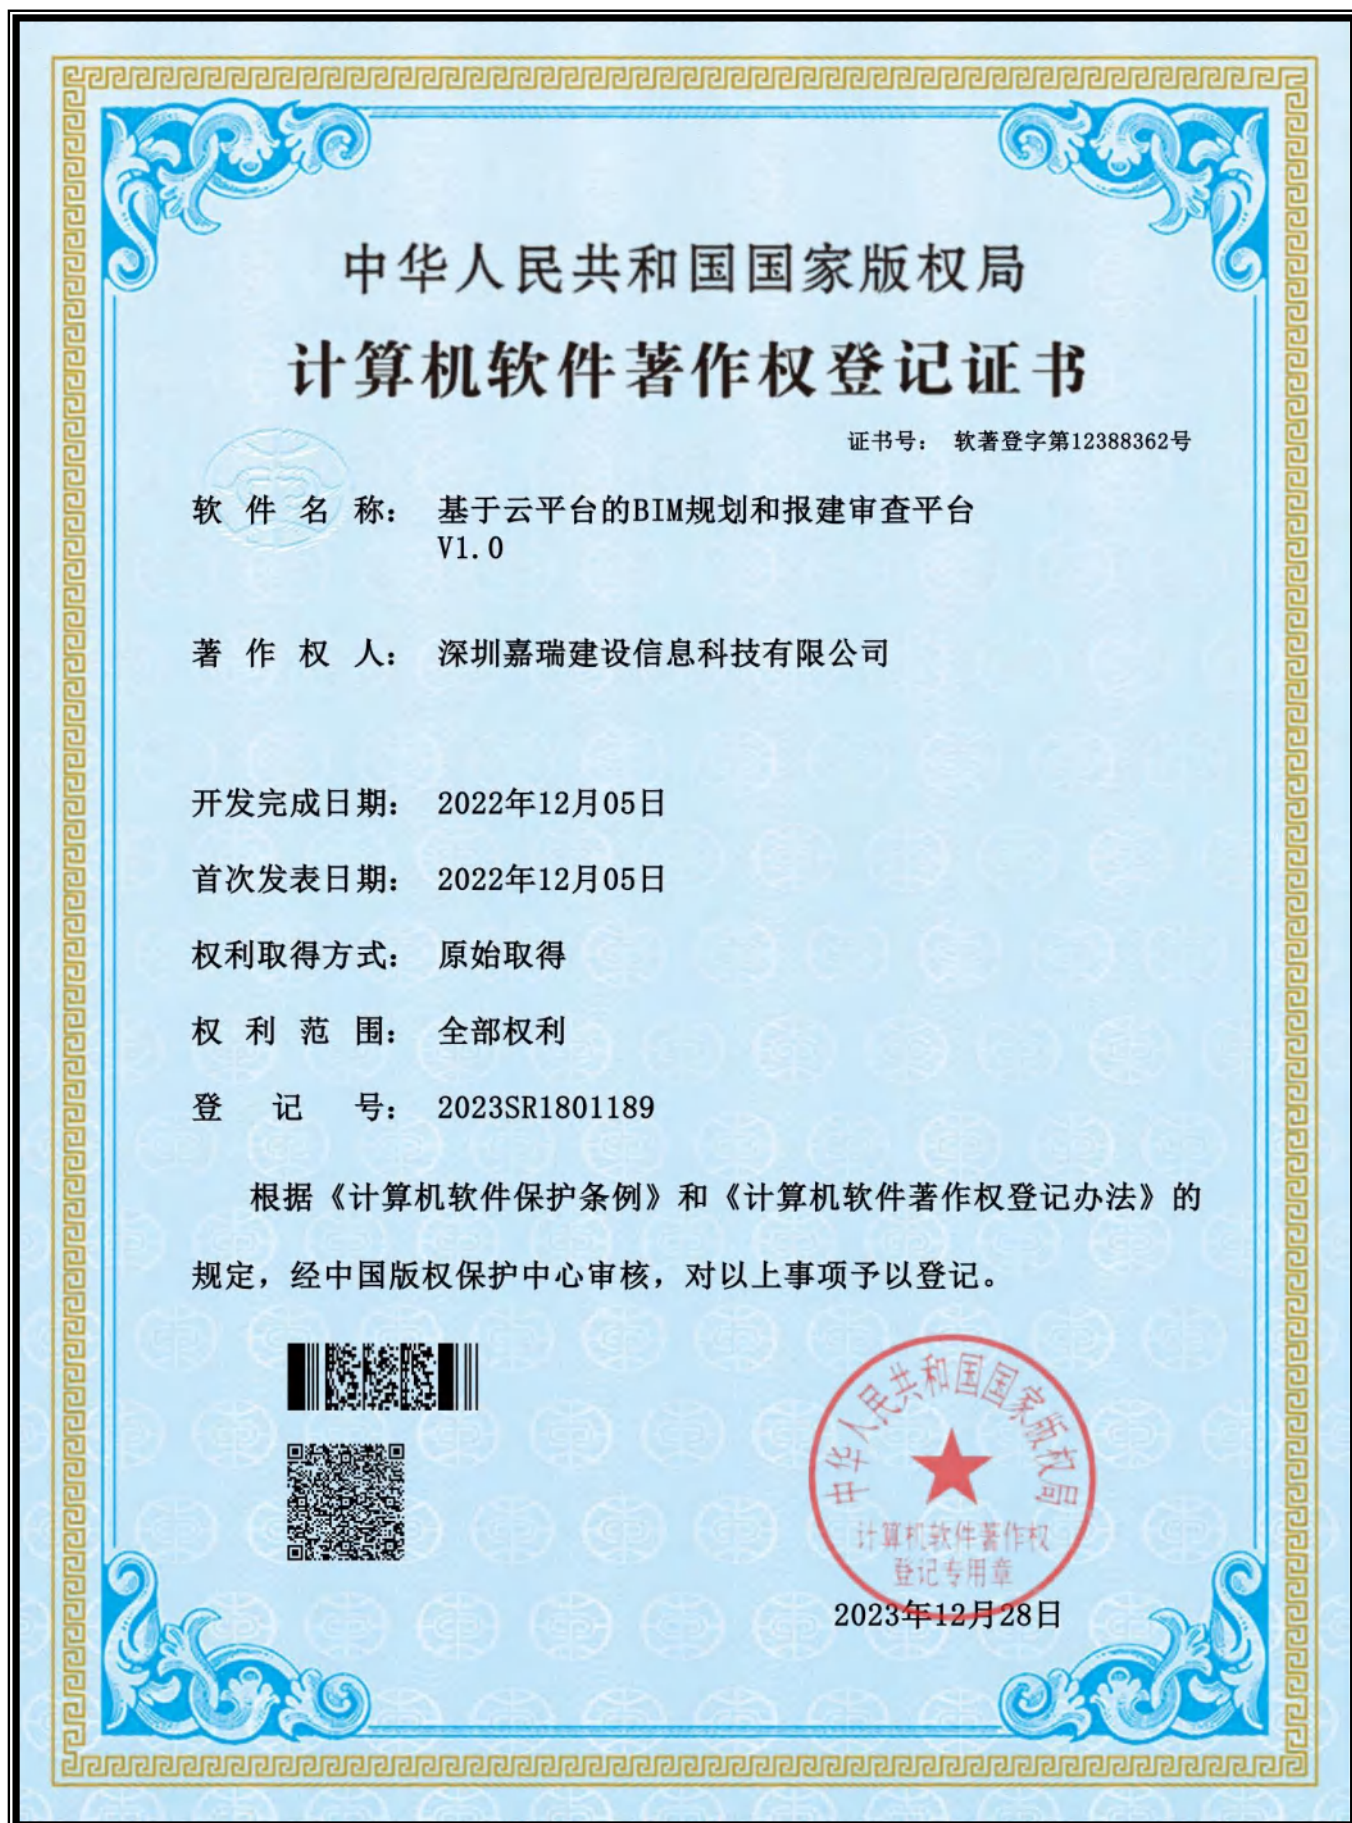 中华人民共和国国家版权局
计算机软件著作权登记证书
证书号： 软著登字第12388362号
软件名称： 基于云平台的BIM规划和报建审查平台
V1.0
著作权人： 深圳嘉瑞建设信息科技有限公司
开发完成日期： 2022年12月05日
首次发表日期： 2022年12月05日
权利取得方式： 原始取得
权利范围： 全部权利
登记号： 2023SR1801189
根据《计算机软件保护条例》和《计算机软件著作权登记办法》的
规定，经中国版权保护中心审核，对以上事项予以登记。
中华人民共和国国家版权局
计算机软件著作权
登记专用章
2023年12月28日